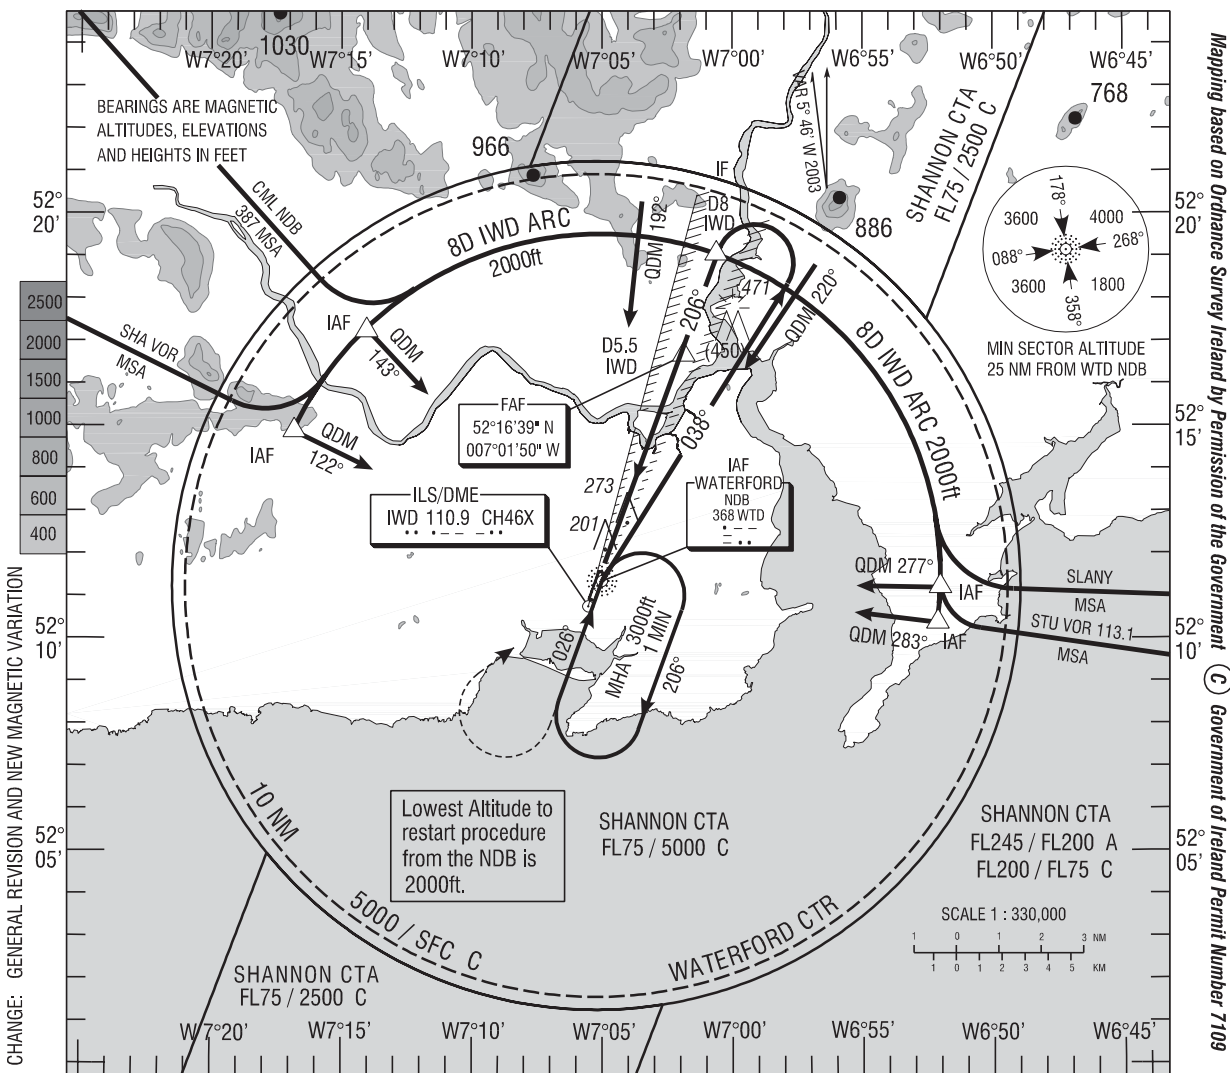 1030
W7°20' W7°15' W7°10' W7°05' W7°00' W6°55' W6°50' W6°45'
BEARINGS ARE MAGNETIC
ALTITUDES, ELEVATIONS
AND HEIGHTS IN FEET
966
768
886
VAR 5° 46' W 2003
SHANNON CTA
FL75 / 2500 C
52°
20'
52°
20'
CML NDB
387 MSA
8D IWD ARC
2000ft
QDM 192°
IF
D8
IWD
178°
3600
4000
088°
268°
3600
1800
358°
MIN SECTOR ALTITUDE
25 NM FROM WTD NDB
2500
2000
1500
1000
800
600
400
SHA VOR
MSA
IAF
QDM
143°
IAF
QDM
122°
D5.5
IWD
206°
471
(450)
QDM 220°
8D IWD ARC 2000ft
52°
15'
FAF
52°16'39" N
007°01'50" W
038°
273
201
ILS/DME
IWD 110.9 CH46X
IAF
WATERFORD
NDB
368 WTD
QDM 277°
IAF
SLANY
MSA
QDM 283°
IAF
STU VOR 113.1
MSA
52°
10'
52°
10'
026°
MHA 3000ft
1 MIN
206°
Lowest Altitude to
restart procedure
from the NDB is
2000ft.
SHANNON CTA
FL75 / 5000 C
SHANNON CTA
FL245 / FL200 A
FL200 / FL75 C
52°
05'
52°
05'
10 NM
5000 / SFC C
WATERFORD CTR
SCALE 1 : 330,000
1 0 1 2 3 NM
1 0 1 2 3 4 5 KM
SHANNON CTA
FL75 / 2500 C
W7°20' W7°15' W7°10' W7°05' W7°00' W6°55' W6°50' W6°45'
CHANGE: GENERAL REVISION AND NEW MAGNETIC VARIATION
Mapping based on Ordnance Survey Ireland by Permission of the Government C Government of Ireland Permit Number 7109